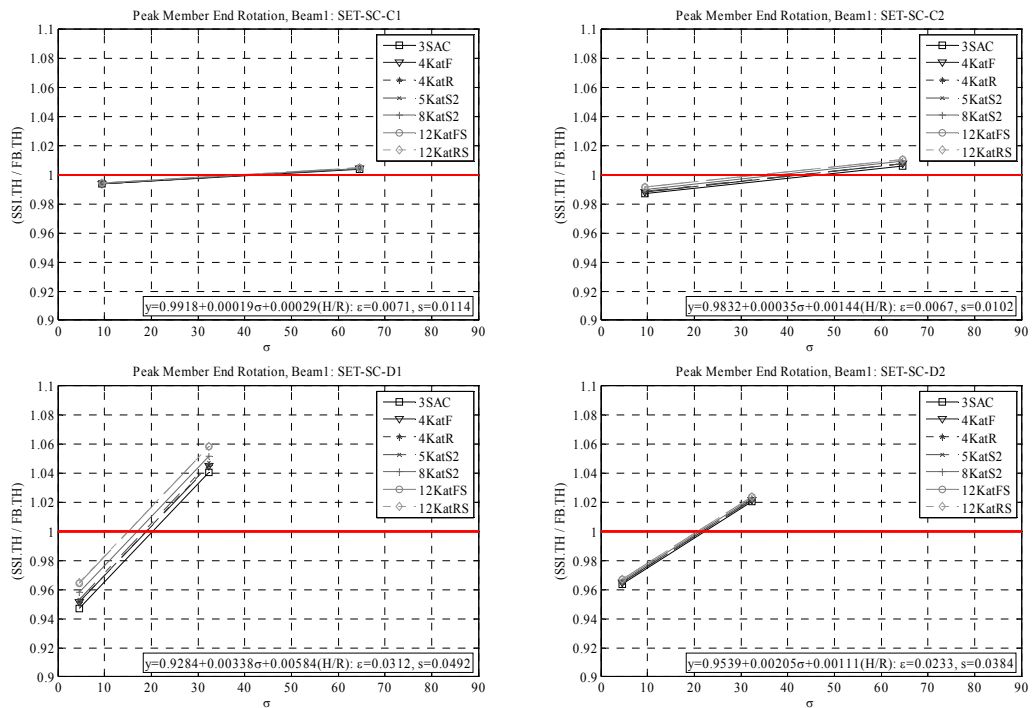 Peak Member End Rotation, Beam1: SET-SC-C1
(SSI.TH / FB.TH)
1.1
1.08
1.06
1.04
1.02
1
0.98
0.96
0.94
0.92
0.9
3SAC
4KatF
4KatR
5KatS2
8KatS2
12KatFS
12KatRS
y=0.9918+0.00019σ+0.00029(H/R): ε=0.0071, s=0.0114
0 10 20 30 40 50 60 70 80 90
σ
Peak Member End Rotation, Beam1: SET-SC-C2
(SSI.TH / FB.TH)
1.1
1.08
1.06
1.04
1.02
1
0.98
0.96
0.94
0.92
0.9
3SAC
4KatF
4KatR
5KatS2
8KatS2
12KatFS
12KatRS
y=0.9832+0.00035σ+0.00144(H/R): ε=0.0067, s=0.0102
0 10 20 30 40 50 60 70 80 90
σ
Peak Member End Rotation, Beam1: SET-SC-D1
(SSI.TH / FB.TH)
1.1
1.08
1.06
1.04
1.02
1
0.98
0.96
0.94
0.92
0.9
3SAC
4KatF
4KatR
5KatS2
8KatS2
12KatFS
12KatRS
y=0.9284+0.00338σ+0.00584(H/R): ε=0.0312, s=0.0492
0 10 20 30 40 50 60 70 80 90
σ
Peak Member End Rotation, Beam1: SET-SC-D2
(SSI.TH / FB.TH)
1.1
1.08
1.06
1.04
1.02
1
0.98
0.96
0.94
0.92
0.9
3SAC
4KatF
4KatR
5KatS2
8KatS2
12KatFS
12KatRS
y=0.9539+0.00205σ+0.00111(H/R): ε=0.0233, s=0.0384
0 10 20 30 40 50 60 70 80 90
σ